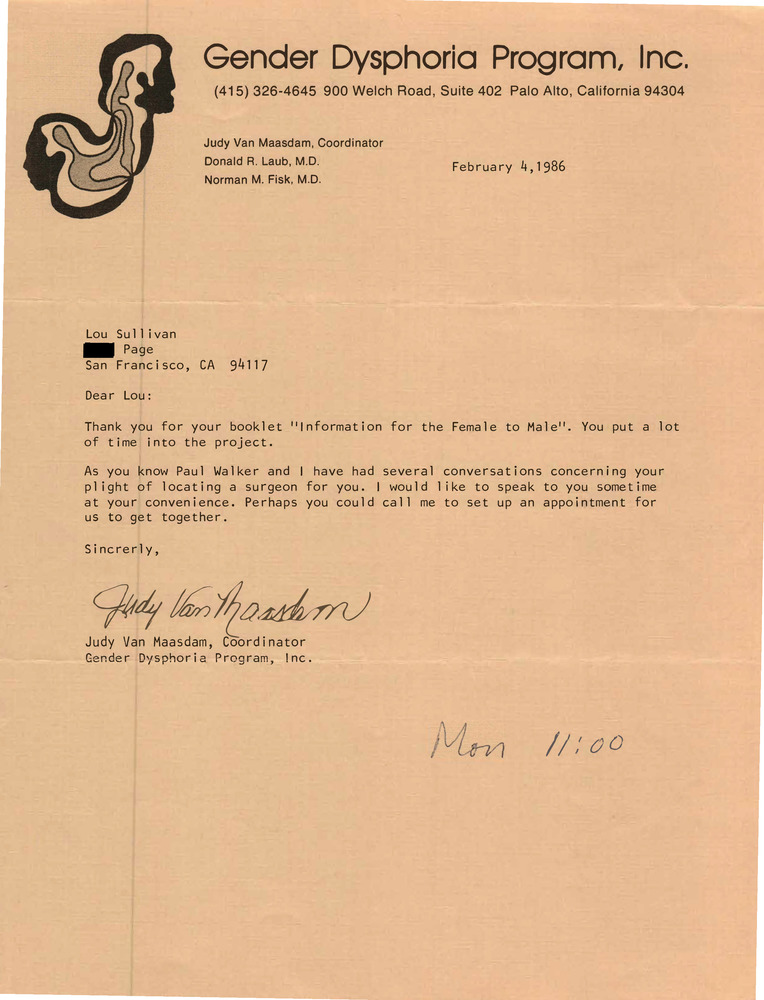 Gender Dysphoria Program, Inc.
(415) 326-4645 900 Welch Road, Suite 402 Palo Alto, California 94304
Judy Van Maasdam, Coordinator
Donald R. Laub, M.D.
Norman M. Fisk, M.D.
February 4,1986
Lou Sullivan
Page
San Francisco, CA 94117
Dear Lou:
Thank you for your booklet "Information for the Female to Male". You put a lot
of time into the project.
As you know Paul Walker and I have had several conversations concerning your
plight of locating a surgeon for you. I would like to speak to you sometime
at your convenience. Perhaps you could call me to set up an appointment for
us to get together.
Sincrerly,
Judy Van Maasdam
Judy Van Maasdam, Coordinator
Gender Dysphoria Program, Inc.
Mon 11:00